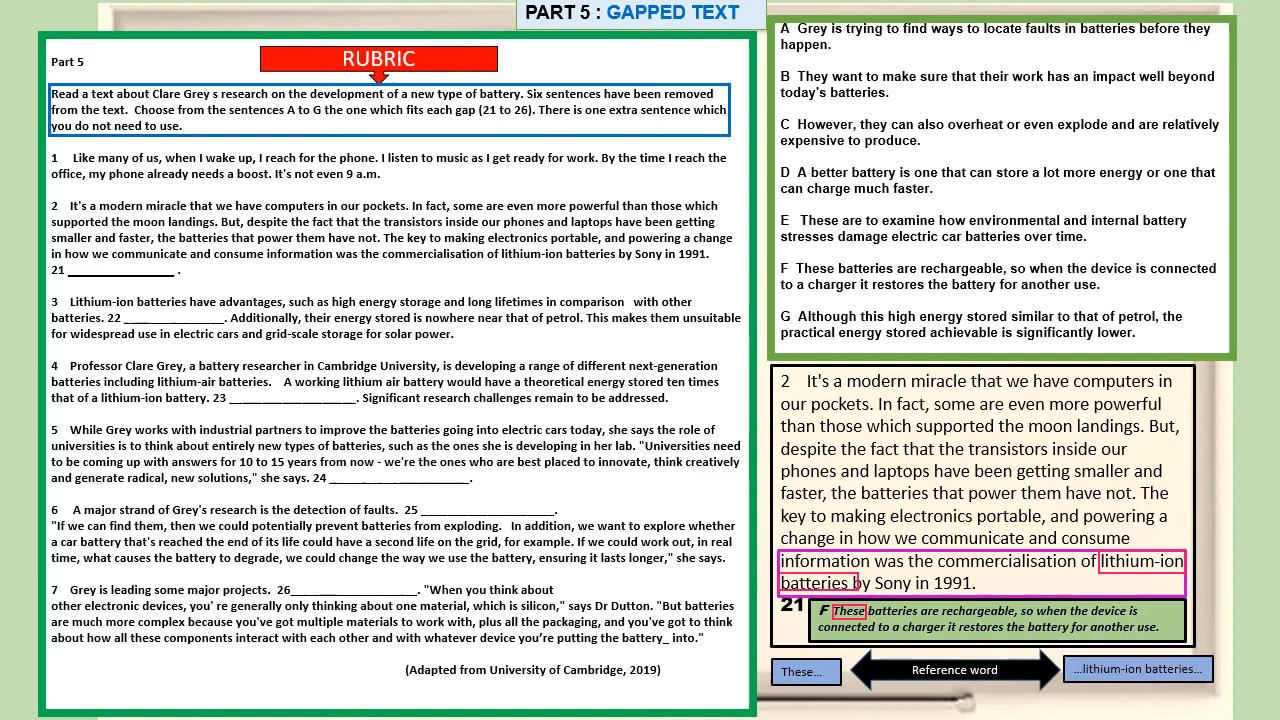 PART 5 : GAPPED TEXT
RUBRIC
Part 5
Read a text about Clare Grey s research on the development of a new type of battery. Six sentences have been removed
from the text.  Choose from the sentences A to G the one which fits each gap (21 to 26). There is one extra sentence which
you do not need to use.
1    Like many of us, when I wake up, I reach for the phone. I listen to music as I get ready for work. By the time I reach the
office, my phone already needs a boost. It's not even 9 a.m.
2    It's a modern miracle that we have computers in our pockets. In fact, some are even more powerful than those which
supported the moon landings. But, despite the fact that the transistors inside our phones and laptops have been getting
smaller and faster, the batteries that power them have not. The key to making electronics portable, and powering a change
in how we communicate and consume information was the commercialisation of lithium-ion batteries by Sony in 1991.
21 _________________ .
3    Lithium-ion batteries have advantages, such as high energy storage and long lifetimes in comparison  with other
batteries. 22 ________________. Additionally, their energy stored is nowhere near that of petrol. This makes them unsuitable
for widespread use in electric cars and grid-scale storage for solar power.
4    Professor Clare Grey, a battery researcher in Cambridge University, is developing a range of different next-generation
batteries including lithium-air batteries.   A working lithium air battery would have a theoretical energy stored ten times
that of a lithium-ion battery. 23 ____________________. Significant research challenges remain to be addressed.
5    While Grey works with industrial partners to improve the batteries going into electric cars today, she says the role of
universities is to think about entirely new types of batteries, such as the ones she is developing in her lab. "Universities need
to be coming up with answers for 10 to 15 years from now - we're the ones who are best placed to innovate, think creatively
and generate radical, new solutions," she says. 24 ______________________.
6     A major strand of Grey's research is the detection of faults.  25 _____________________.
"If we can find them, then we could potentially prevent batteries from exploding.   In addition, we want to explore whether
a car battery that's reached the end of its life could have a second life on the grid, for example. If we could work out, in real
time, what causes the battery to degrade, we could change the way we use the battery, ensuring it lasts longer," she says.
7    Grey is leading some major projects.  26____________________. "When you think about
other electronic devices, you' re generally only thinking about one material, which is silicon," says Dr Dutton. "But batteries
are much more complex because you've got multiple materials to work with, plus all the packaging, and you've got to think
about how all these components interact with each other and with whatever device you're putting the battery_ into."
(Adapted from University of Cambridge, 2019)
A  Grey is trying to find ways to locate faults in batteries before they
happen.
B  They want to make sure that their work has an impact well beyond
today's batteries.
C  However, they can also overheat or even explode and are relatively
expensive to produce.
D  A better battery is one that can store a lot more energy or one that
can charge much faster.
E   These are to examine how environmental and internal battery
stresses damage electric car batteries over time.
F  These batteries are rechargeable, so when the device is connected
to a charger it restores the battery for another use.
G  Although this high energy stored similar to that of petrol, the
practical energy stored achievable is significantly lower.
2    It's a modern miracle that we have computers in
our pockets. In fact, some are even more powerful
than those which supported the moon landings. But,
despite the fact that the transistors inside our
phones and laptops have been getting smaller and
faster, the batteries that power them have not. The
key to making electronics portable, and powering a
change in how we communicate and consume
information was the commercialisation of lithium-ion
batteries by Sony in 1991.
21
F These batteries are rechargeable, so when the device is
connected to a charger it restores the battery for another use.
These...
Reference word
...lithium-ion batteries...